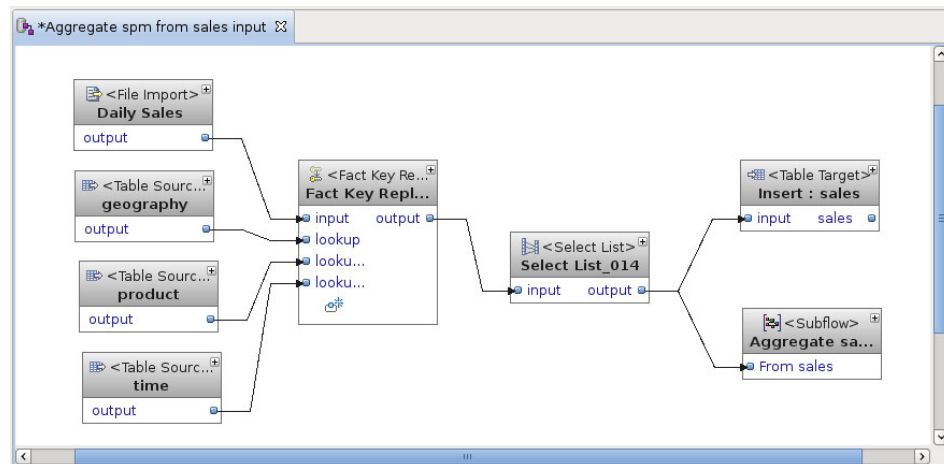 *Aggregate spm from sales input
<File Import>
Daily Sales
output
<Table Sourc...
geography
output
<Table Sourc...
product
output
<Table Sourc...
time
output
<Fact Key Re...
Fact Key Repl...
input output
lookup
looku...
looku...
<Select List>
Select List_014
input output
<Table Target>
Insert : sales
input sales
<Subflow>
Aggregate sa...
From sales